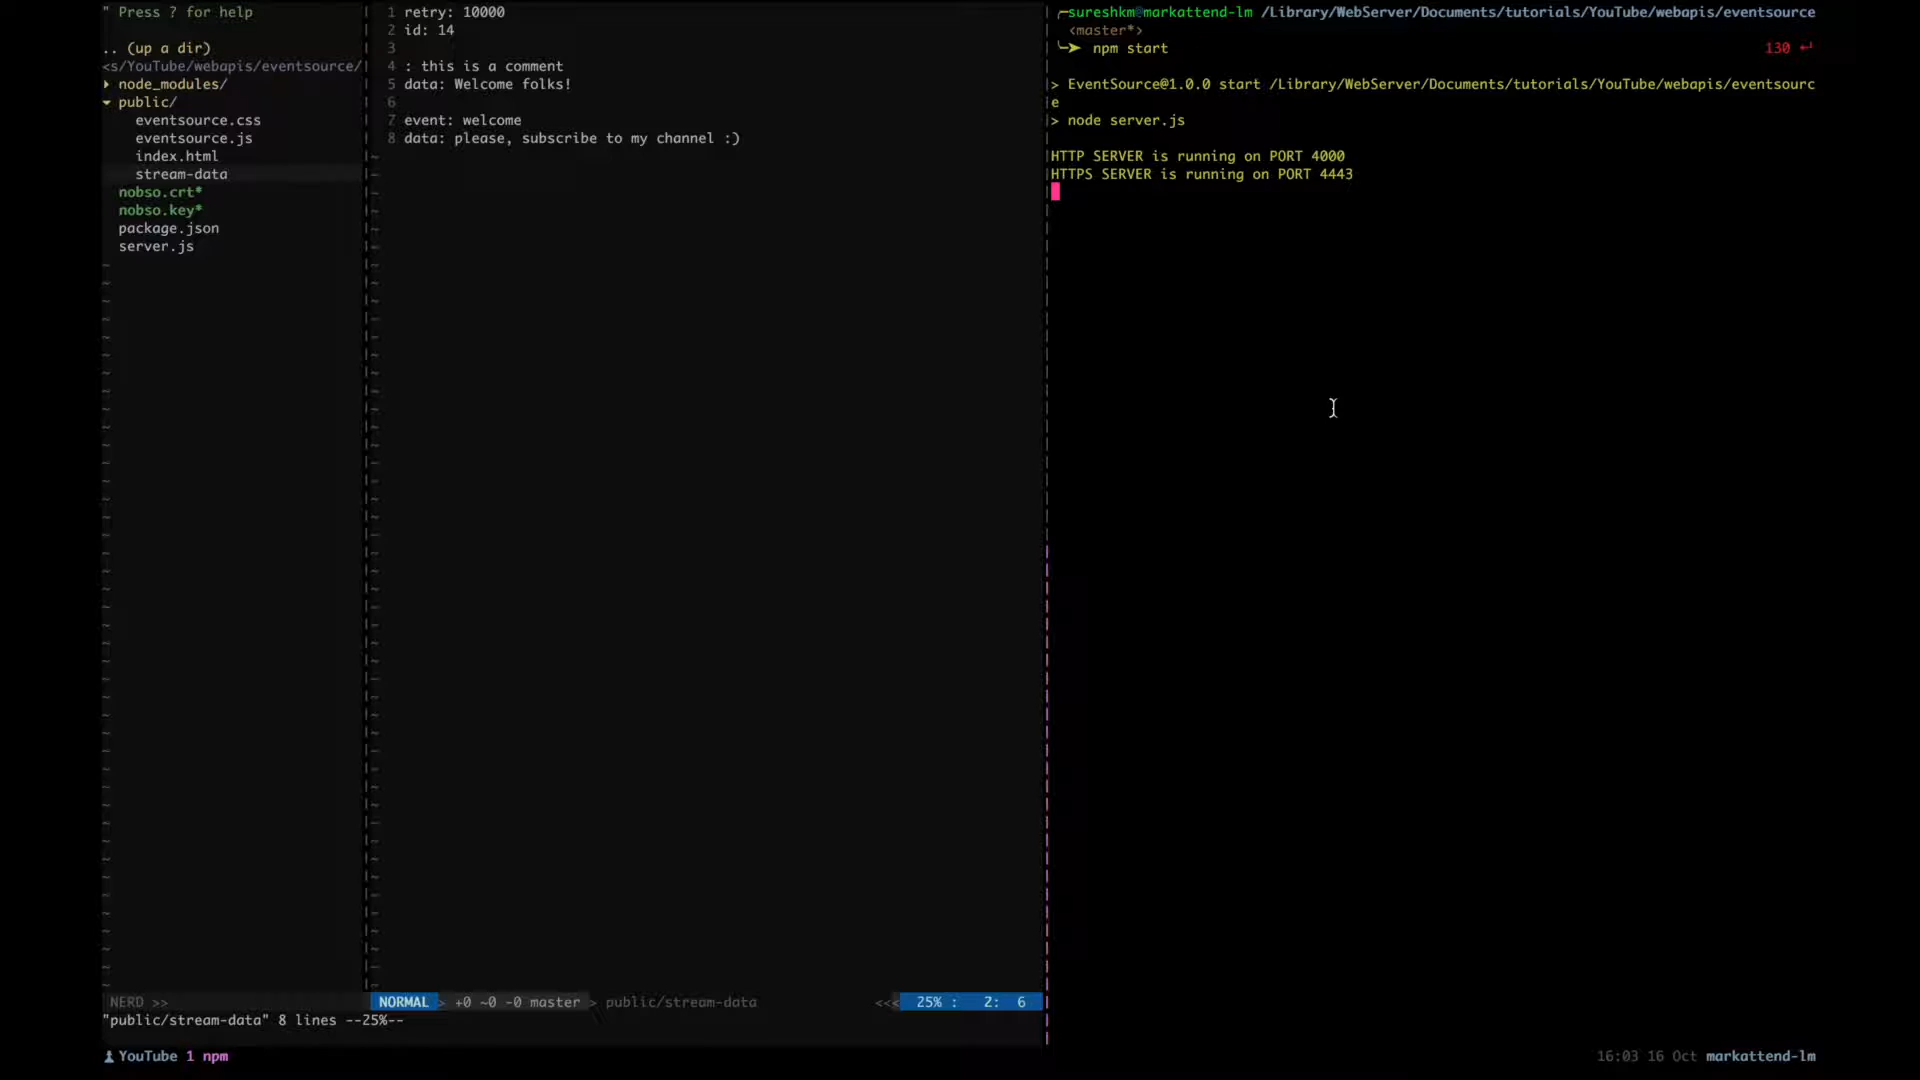 " Press ? for help
.. (up a dir)
<s/YouTube/webapis/eventsource/
▸ node_modules/
▾ public/
eventsource.css
eventsource.js
index.html
stream-data
nobso.crt*
nobso.key*
package.json
server.js
1 retry: 10000
2 id: 14
3
4 : this is a comment
5 data: Welcome folks!
6
7 event: welcome
8 data: please, subscribe to my channel :)
NERD >>
NORMAL > +0 ~0 -0 master > public/stream-data <<< 25% : 2: 6
"public/stream-data" 8 lines --25%--
sureshkm@markattend-lm /Library/WebServer/Documents/tutorials/YouTube/webapis/eventsource
<master*>
npm start 130 ↵
> EventSource@1.0.0 start /Library/WebServer/Documents/tutorials/YouTube/webapis/eventsourc
e
> node server.js
HTTP SERVER is running on PORT 4000
HTTPS SERVER is running on PORT 4443
YouTube 1 npm
16:03 16 Oct markattend-lm